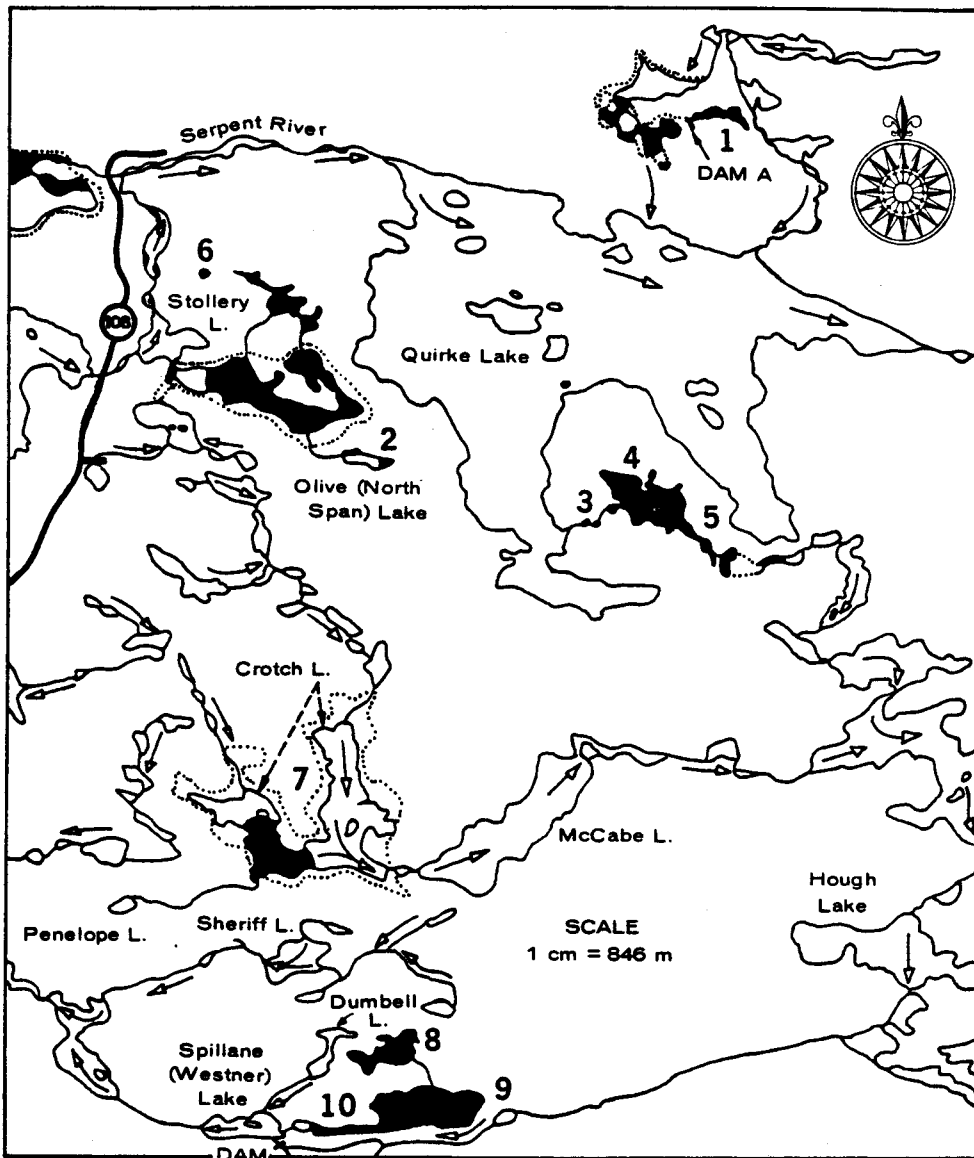 Serpent River
1
DAM A
6
Stollery
L.
108
Quirke Lake
2
Olive (North
Span) Lake
4
3
5
Crotch L.
7
McCabe L.
Hough
Lake
Penelope L.
Sheriff L.
SCALE
1 cm = 846 m
Dumbell
L.
8
Spillane
(Westner)
Lake
9
10
DAM